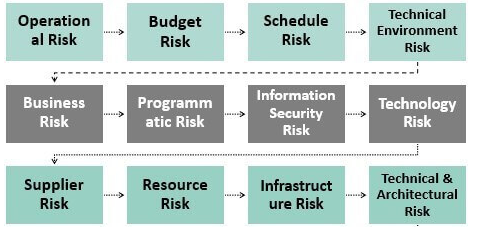 Operation
al Risk
Budget
Risk
Schedule
Risk
Technical
Environment
Risk
Business
Risk
Programm
atic Risk
Information
Security
Risk
Technology
Risk
Supplier
Risk
Resource
Risk
Infrastruct
ure Risk
Technical &
Architectural
Risk